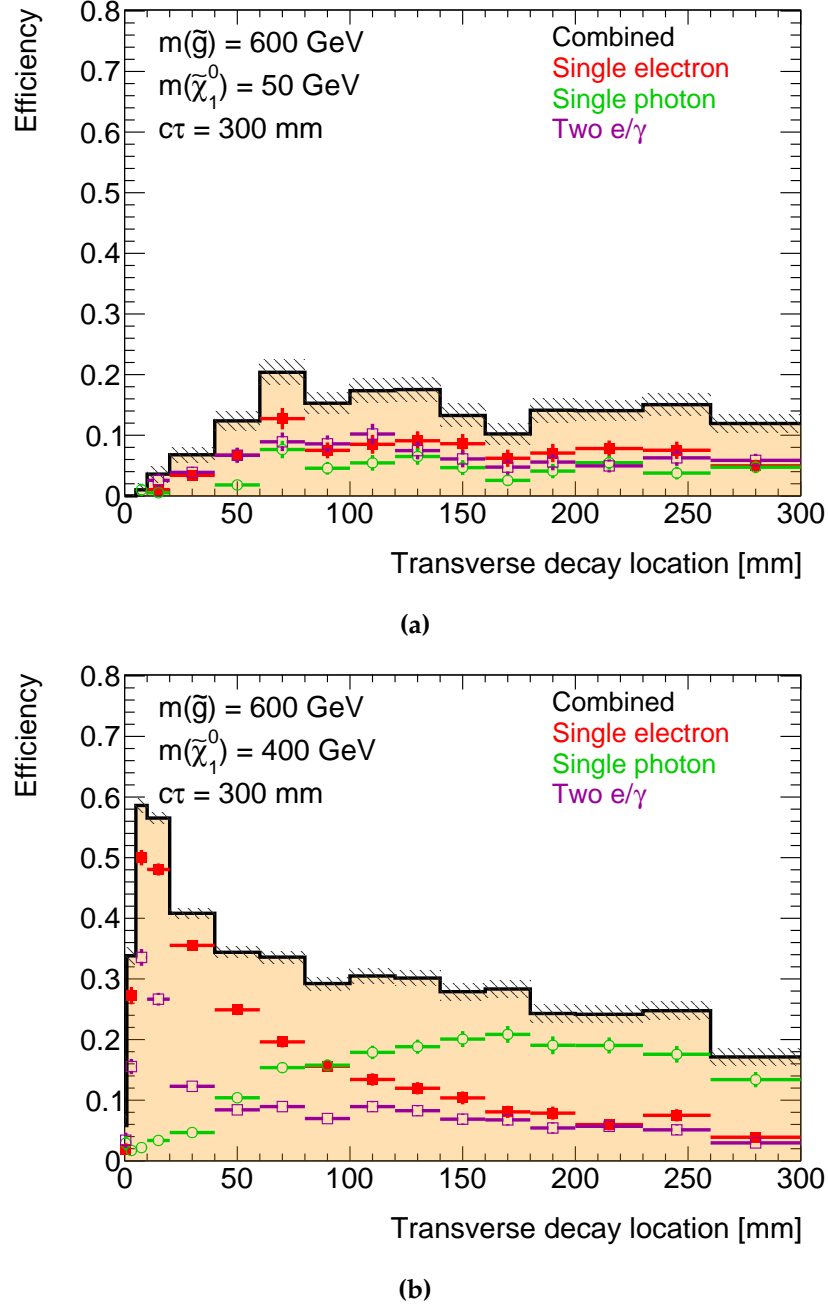 Efficiency
0.8
0.7
0.6
0.5
0.4
0.3
0.2
0.1
0
m(g̃) = 600 GeV
m(χ̃₁⁰) = 50 GeV
cτ = 300 mm
Combined
Single electron
Single photon
Two e/γ
0 50 100 150 200 250 300
Transverse decay location [mm]
(a)
Efficiency
0.8
0.7
0.6
0.5
0.4
0.3
0.2
0.1
0
m(g̃) = 600 GeV
m(χ̃₁⁰) = 400 GeV
cτ = 300 mm
Combined
Single electron
Single photon
Two e/γ
0 50 100 150 200 250 300
Transverse decay location [mm]
(b)